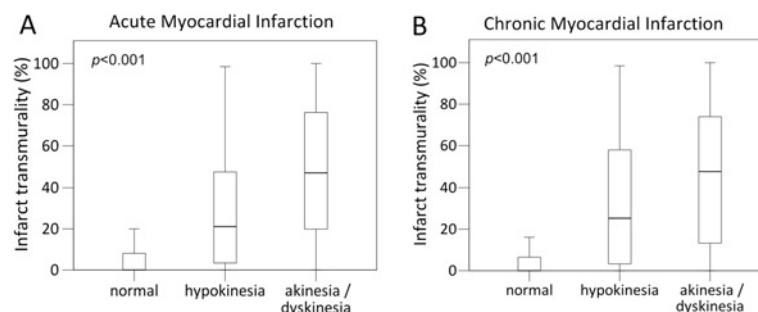 A
Acute Myocardial Infarction
p<0.001
Infarct transmurality (%)
100
80
60
40
20
0
normal
hypokinesia
akinesia /
dyskinesia
B
Chronic Myocardial Infarction
p<0.001
Infarct transmurality (%)
100
80
60
40
20
0
normal
hypokinesia
akinesia /
dyskinesia